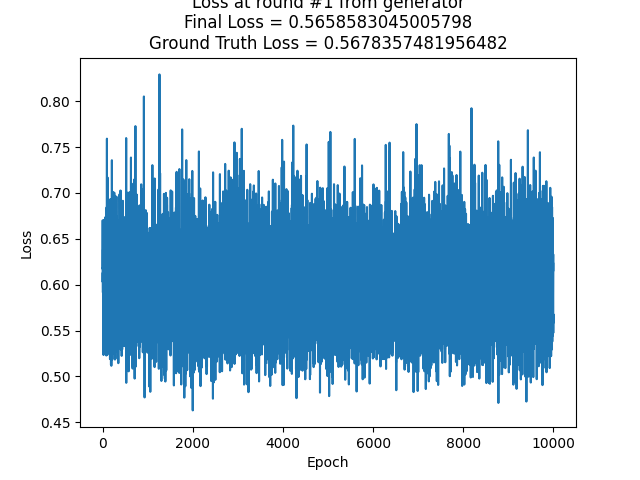 Loss at round #1 from generator
Final Loss = 0.5658583045005798
Ground Truth Loss = 0.5678357481956482
0.80
0.75
0.70
0.65
0.60
0.55
0.50
0.45
Loss
0 2000 4000 6000 8000 10000
Epoch